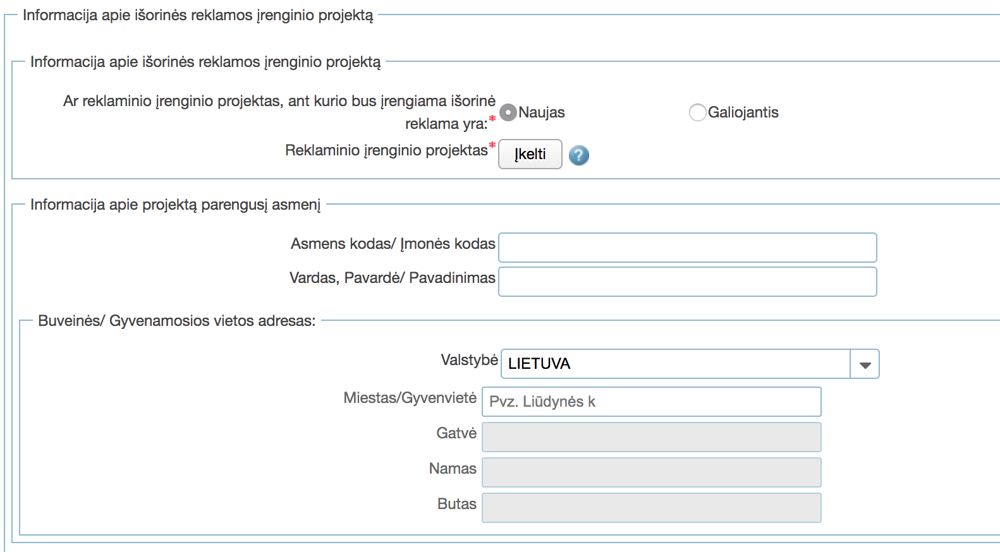 Informacija apie išorinės reklamos įrenginio projektą
Informacija apie išorinės reklamos įrenginio projektą
Ar reklaminio įrenginio projektas, ant kurio bus įrengiama išorinė
reklama yra:*
Naujas
Galiojantis
Reklaminio įrenginio projektas*
Įkelti
?
Informacija apie projektą parengusį asmenį
Asmens kodas/ Įmonės kodas
Vardas, Pavardė/ Pavadinimas
Buveinės/ Gyvenamosios vietos adresas:
Valstybė
LIETUVA
Miestas/Gyvenvietė
Pvz. Liūdynės k
Gatvė
Namas
Butas